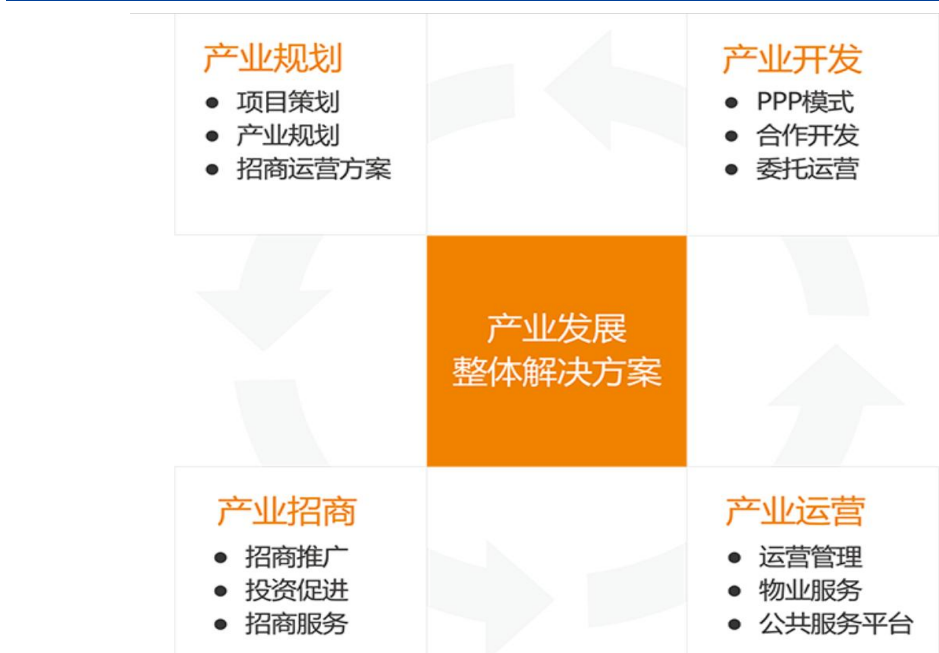 产业规划
● 项目策划
● 产业规划
● 招商运营方案
产业开发
● PPP模式
● 合作开发
● 委托运营
产业发展
整体解决方案
产业招商
● 招商推广
● 投资促进
● 招商服务
产业运营
● 运营管理
● 物业服务
● 公共服务平台